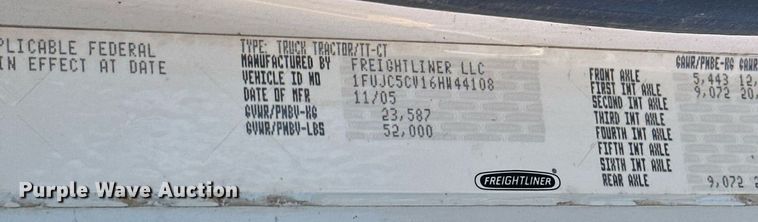 PLICABLE FEDERAL
IN EFFECT AT DATE
TYPE: TRUCK TRACTOR/TT-CT
MANUFACTURED BY FREIGHTLINER LLC
VEHICLE ID NO 1FUJC5CV16HW44108
DATE OF MFR 11/05
GVWR/PNBV-KG 23,587
GVWR/PNBV-LBS 52,000
GAWR/PNBE-KG GAWR
FRONT AXLE 5,443 12,
FIRST INT AXLE 9,072 20,
SECOND INT AXLE
THIRD INT AXLE
FOURTH INT AXLE
FIFTH INT AXLE
SIXTH INT AXLE
REAR AXLE 9,072 2
FREIGHTLINER
Purple Wave Auction